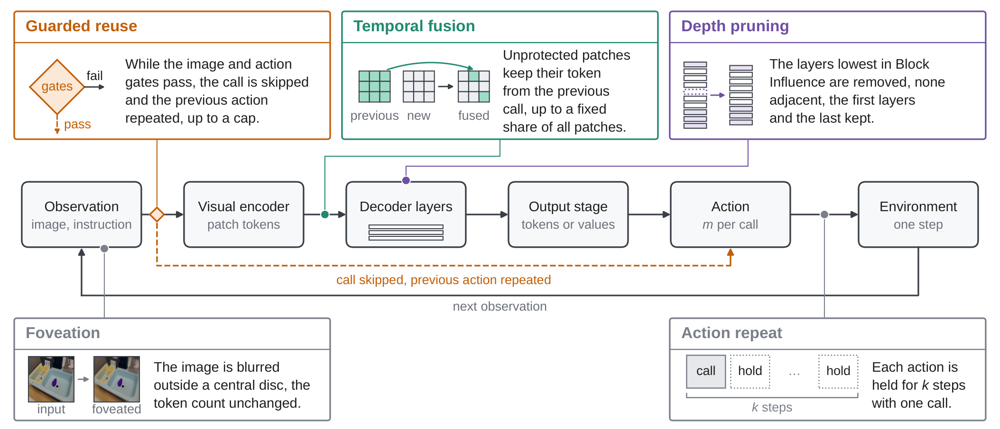 Guarded reuse
gates
fail
pass
While the image and action
gates pass, the call is skipped
and the previous action
repeated, up to a cap.
Temporal fusion
previous
new
fused
Unprotected patches
keep their token
from the previous
call, up to a fixed
share of all patches.
Depth pruning
The layers lowest in Block
Influence are removed, none
adjacent, the first layers
and the last kept.
Observation
image, instruction
Visual encoder
patch tokens
Decoder layers
Output stage
tokens or values
Action
m per call
Environment
one step
call skipped, previous action repeated
next observation
Foveation
input
foveated
The image is blurred
outside a central disc, the
token count unchanged.
Action repeat
call
hold
…
hold
k steps
Each action is
held for k steps
with one call.